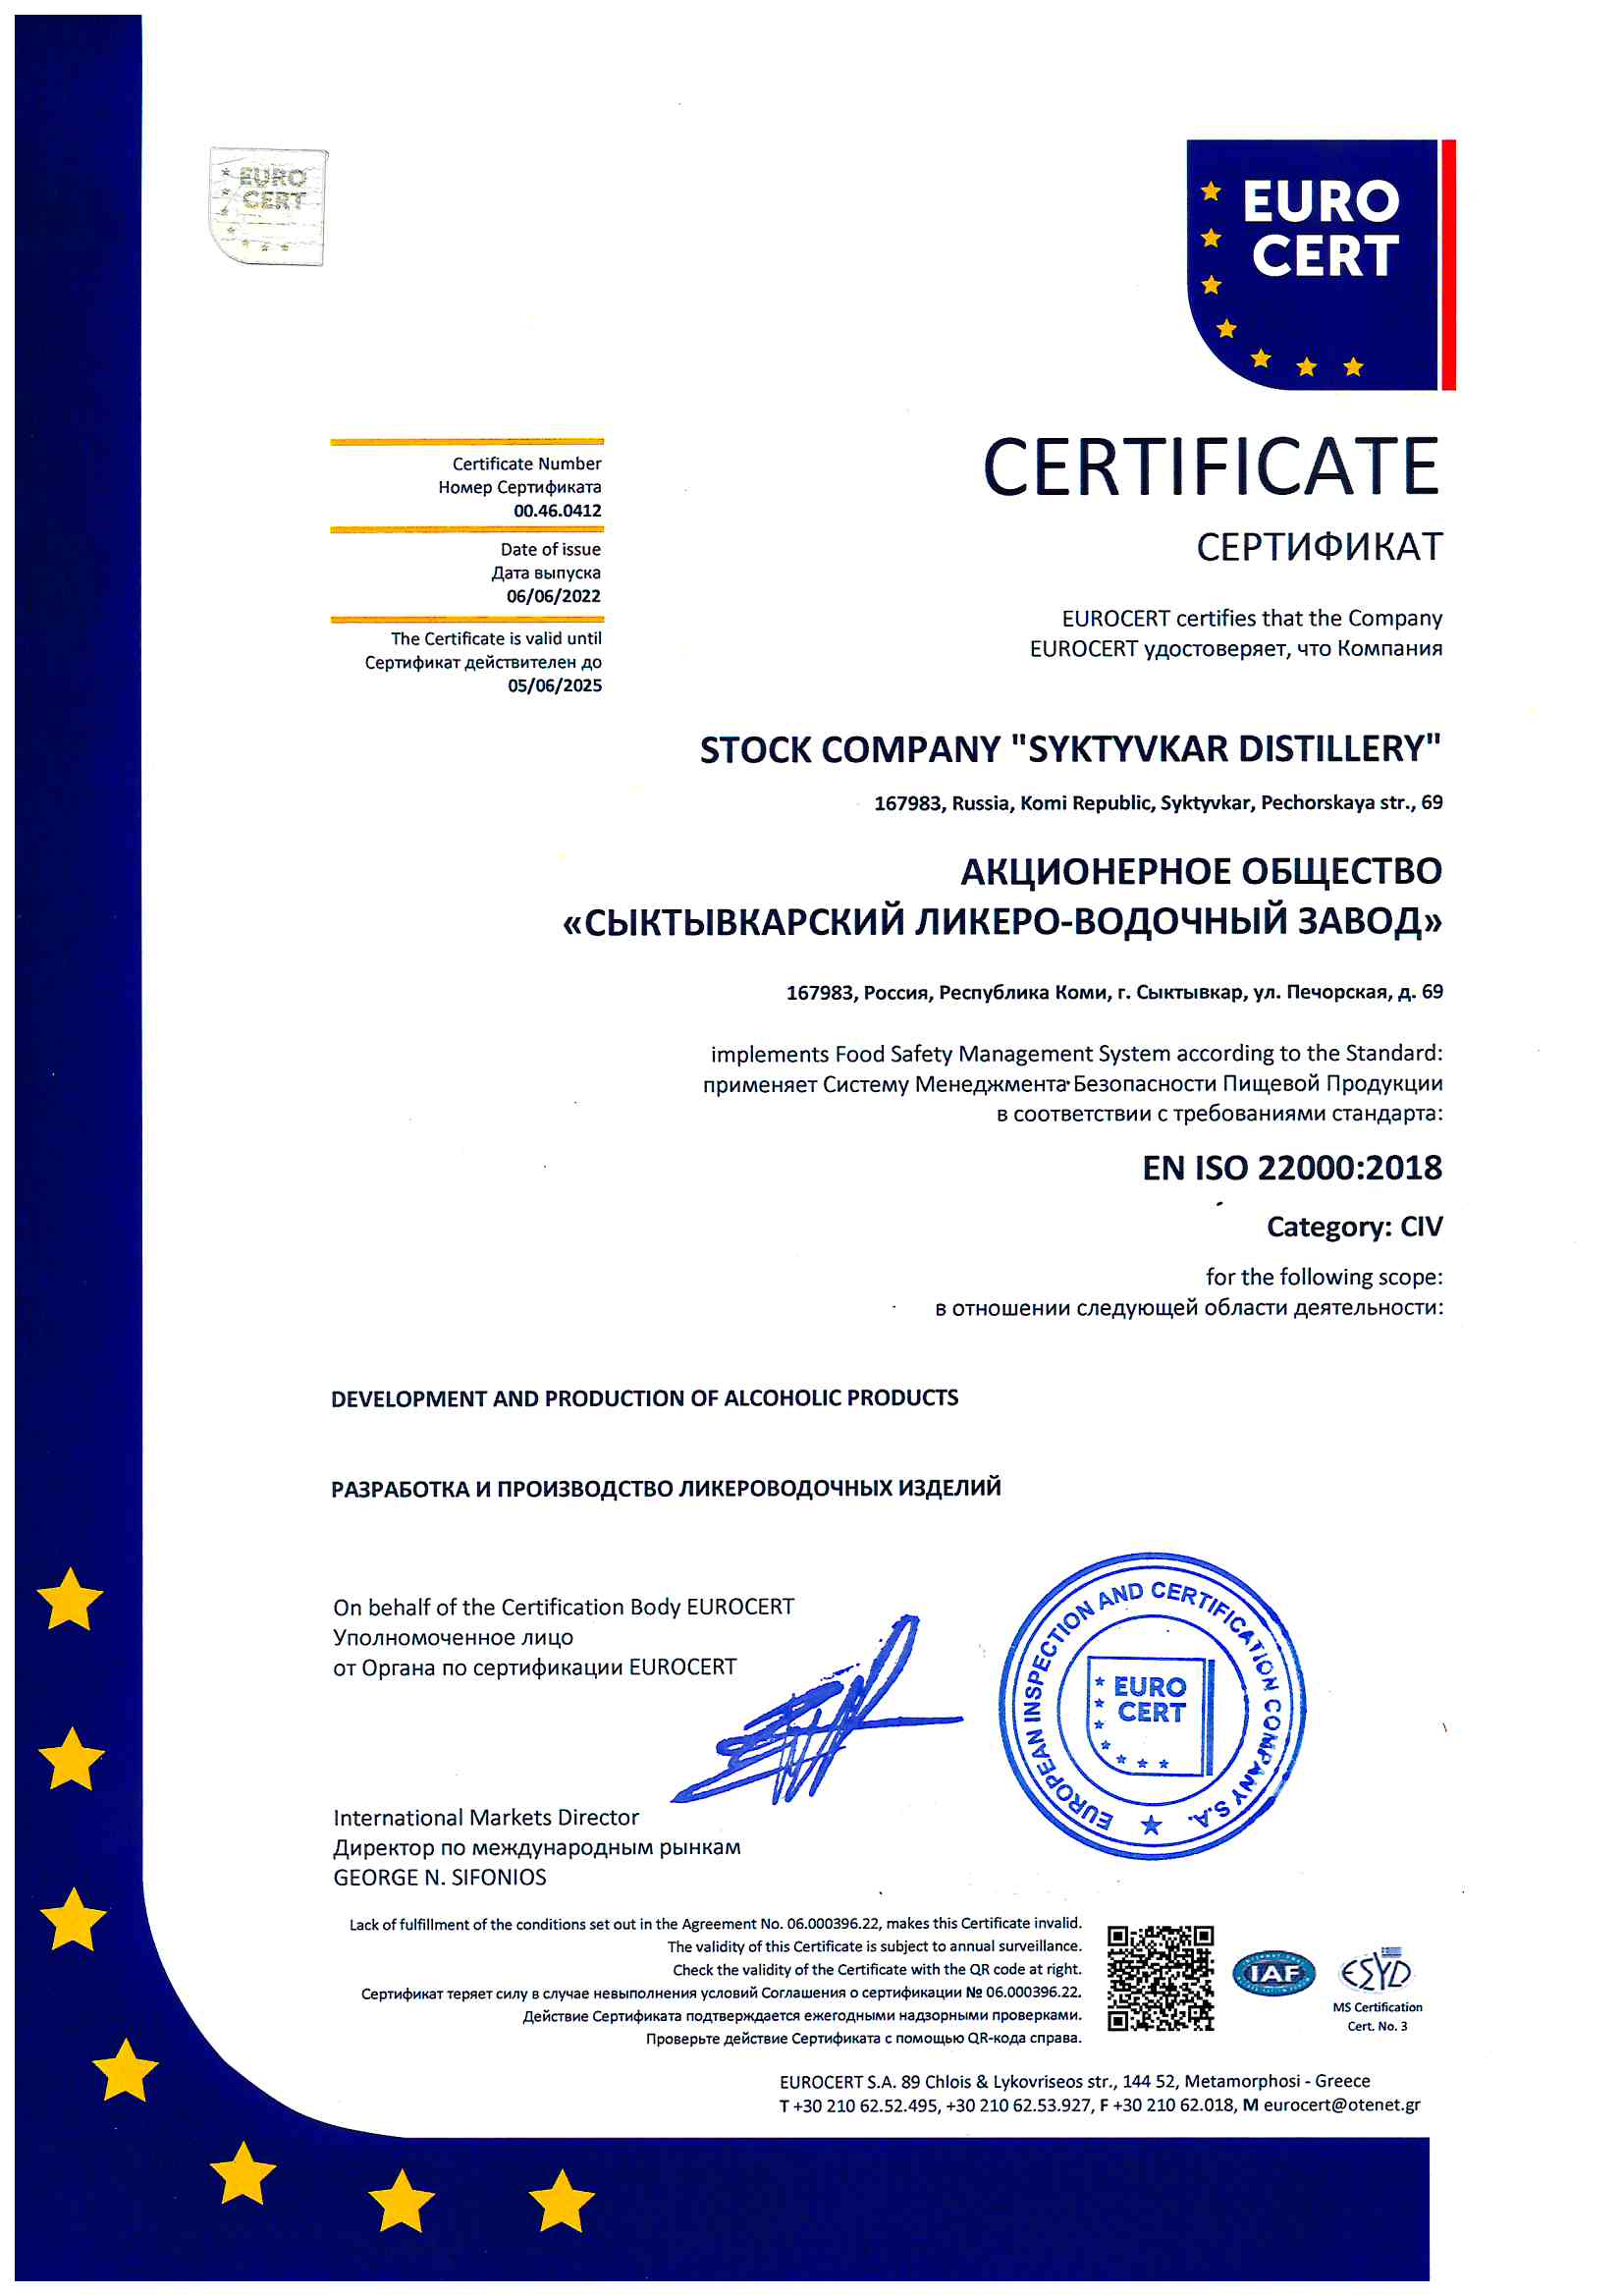 EURO
CERT
EURO
CERT
Certificate Number
Номер Сертификата
00.46.0412
Date of issue
Дата выпуска
06/06/2022
The Certificate is valid until
Сертификат действителен до
05/06/2025
CERTIFICATE
СЕРТИФИКАТ
EUROCERT certifies that the Company
EUROCERT удостоверяет, что Компания
STOCK COMPANY "SYKTYVKAR DISTILLERY"
167983, Russia, Komi Republic, Syktyvkar, Pechorskaya str., 69
АКЦИОНЕРНОЕ ОБЩЕСТВО
«СЫКТЫВКАРСКИЙ ЛИКЕРО-ВОДОЧНЫЙ ЗАВОД»
167983, Россия, Республика Коми, г. Сыктывкар, ул. Печорская, д. 69
implements Food Safety Management System according to the Standard:
применяет Систему Менеджмента Безопасности Пищевой Продукции
в соответствии с требованиями стандарта:
EN ISO 22000:2018
Category: CIV
for the following scope:
в отношении следующей области деятельности:
DEVELOPMENT AND PRODUCTION OF ALCOHOLIC PRODUCTS
РАЗРАБОТКА И ПРОИЗВОДСТВО ЛИКЕРОВОДОЧНЫХ ИЗДЕЛИЙ
On behalf of the Certification Body EUROCERT
Уполномоченное лицо
от Органа по сертификации EUROCERT
EUROPEAN INSPECTION AND CERTIFICATION COMPANY S.A.
EURO
CERT
International Markets Director
Директор по международным рынкам
GEORGE N. SIFONIOS
Lack of fulfillment of the conditions set out in the Agreement No. 06.000396.22, makes this Certificate invalid.
The validity of this Certificate is subject to annual surveillance.
Check the validity of the Certificate with the QR code at right.
Сертификат теряет силу в случае невыполнения условий Соглашения о сертификации № 06.000396.22.
Действие Сертификата подтверждается ежегодными надзорными проверками.
Проверьте действие Сертификата с помощью QR-кода справа.
IAF
ΕΣΥD
MS Certification
Cert. No. 3
EUROCERT S.A. 89 Chlois & Lykovriseos str., 144 52, Metamorphosi - Greece
T +30 210 62.52.495, +30 210 62.53.927, F +30 210 62.018, M eurocert@otenet.gr